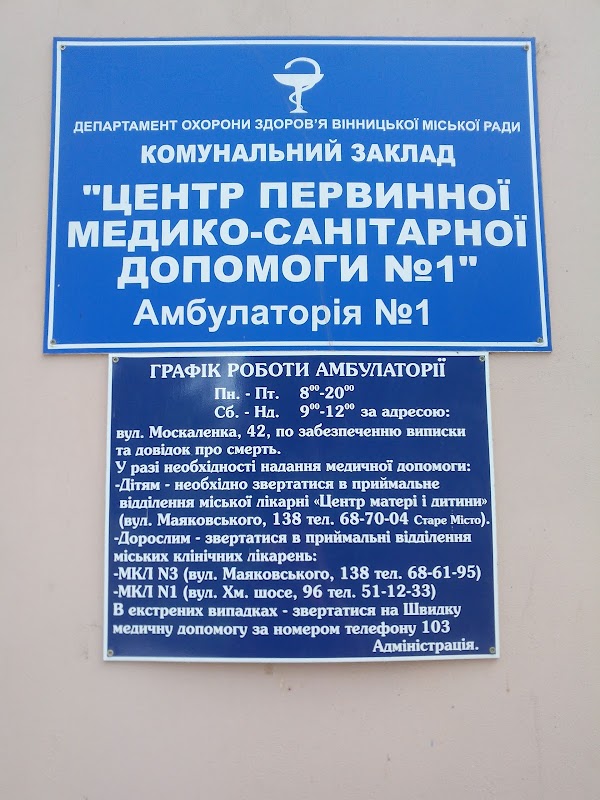 ДЕПАРТАМЕНТ ОХОРОНИ ЗДОРОВ'Я ВІННИЦЬКОЇ МІСЬКОЇ РАДИ
КОМУНАЛЬНИЙ ЗАКЛАД
"ЦЕНТР ПЕРВИННОЇ
МЕДИКО-САНІТАРНОЇ
ДОПОМОГИ №1"
Амбулаторія №1
ГРАФІК РОБОТИ АМБУЛАТОРІЇ
Пн. - Пт. 8⁰⁰-20⁰⁰
Сб. - Нд. 9⁰⁰-12⁰⁰ за адресою:
вул. Москаленка, 42, по забезпеченню виписки
та довідок про смерть.
У разі необхідності надання медичної допомоги:
-Дітям - необхідно звертатися в приймальне
відділення міської лікарні «Центр матері і дитини»
(вул. Маяковського, 138 тел. 68-70-04 Старе Місто).
-Дорослим - звертатися в приймальні відділення
міських клінічних лікарень:
-МКЛ N3 (вул. Маяковського, 138 тел. 68-61-95)
-МКЛ N1 (вул. Хм. шосе, 96 тел. 51-12-33)
В екстрених випадках - звертатися на Швидку
медичну допомогу за номером телефону 103
Адміністрація.